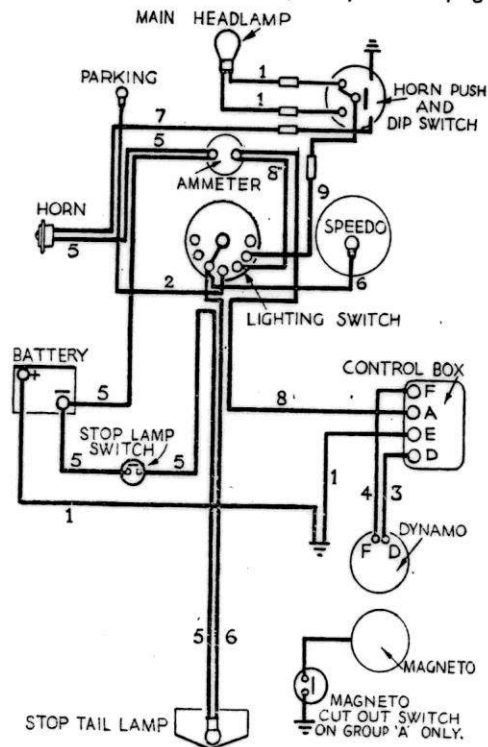 MAIN HEADLAMP
PARKING
1
1
HORN PUSH
AND
DIP SWITCH
7
5
8
9
AMMETER
HORN
5
SPEEDO
2
6
LIGHTING SWITCH
BATTERY
+
−
5
CONTROL BOX
F
A
E
D
8
STOP LAMP
SWITCH
5
5
1
1
4
3
F D
DYNAMO
5
6
MAGNETO
MAGNETO
CUT OUT SWITCH
ON GROUP 'A' ONLY.
STOP TAIL LAMP